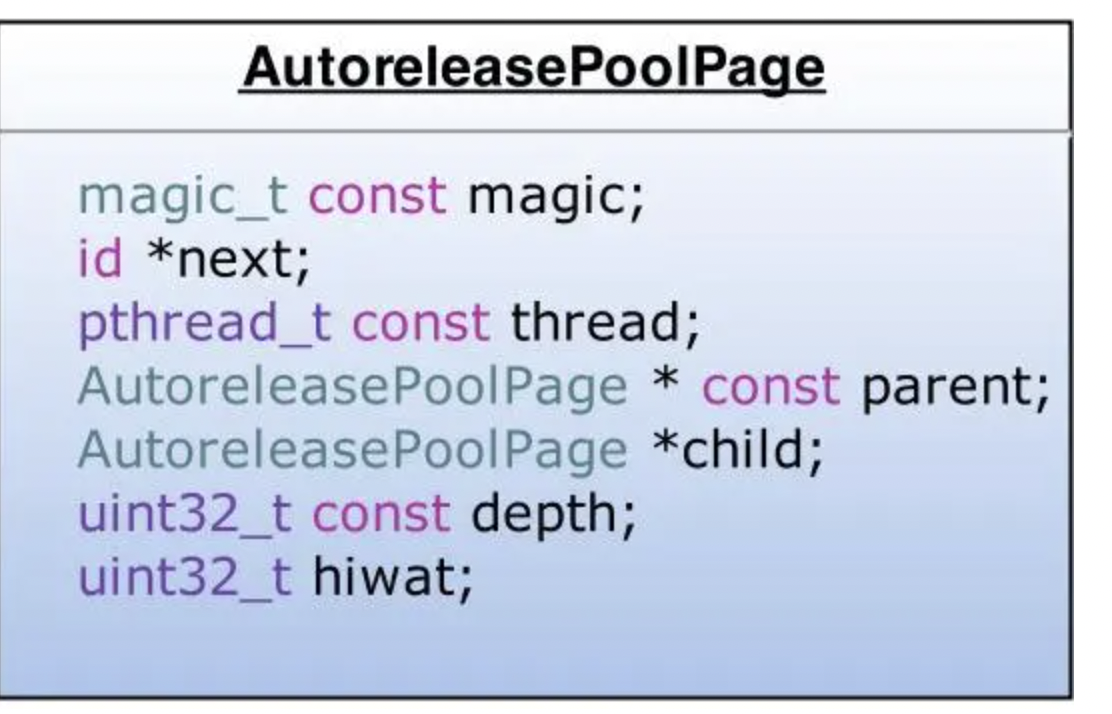 AutoreleasePoolPage
magic_t const magic;
id *next;
pthread_t const thread;
AutoreleasePoolPage * const parent;
AutoreleasePoolPage *child;
uint32_t const depth;
uint32_t hiwat;